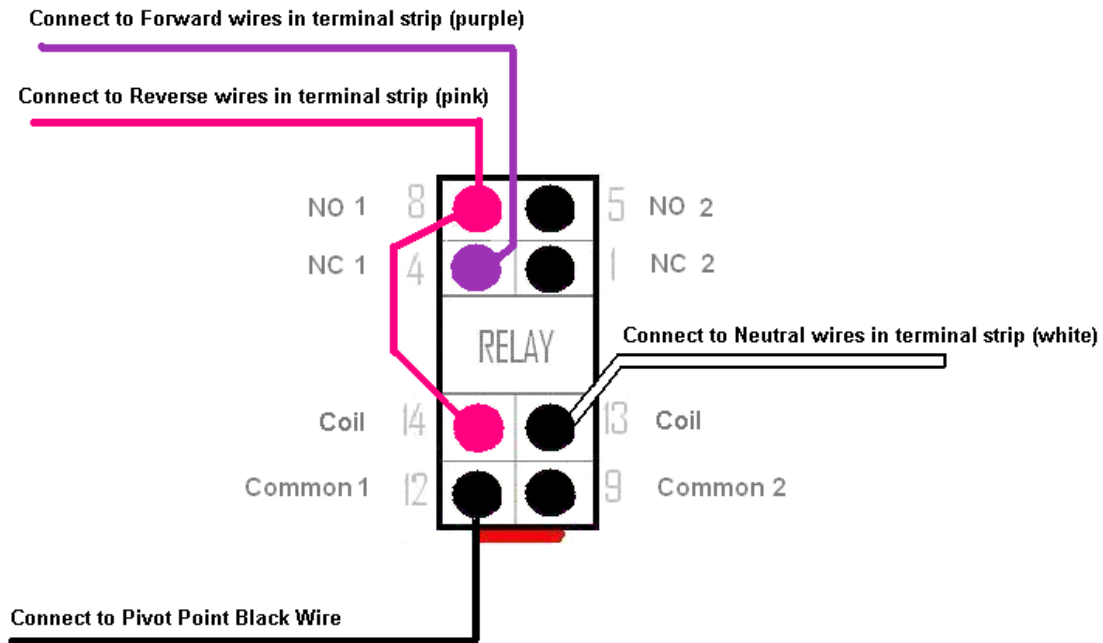 Connect to Forward wires in terminal strip (purple)
Connect to Reverse wires in terminal strip (pink)
NO 1 8 5 NO 2
NC 1 4 1 NC 2
RELAY
Connect to Neutral wires in terminal strip (white)
Coil 14 13 Coil
Common 1 12 9 Common 2
Connect to Pivot Point Black Wire